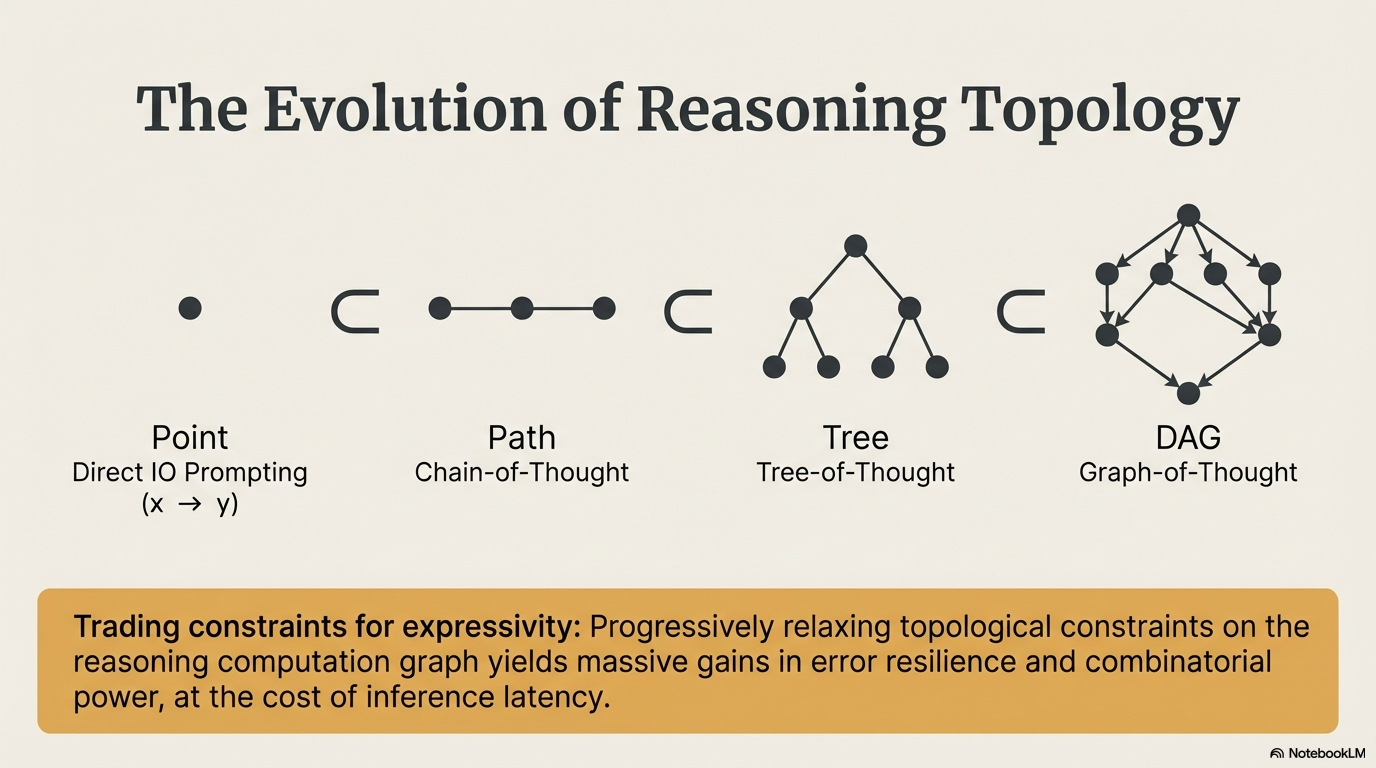 The Evolution of Reasoning Topology
⊂ ⊂ ⊂
Point
Direct IO Prompting
(x → y)
Path
Chain-of-Thought
Tree
Tree-of-Thought
DAG
Graph-of-Thought
Trading constraints for expressivity: Progressively relaxing topological constraints on the
reasoning computation graph yields massive gains in error resilience and combinatorial
power, at the cost of inference latency.
NotebookLM